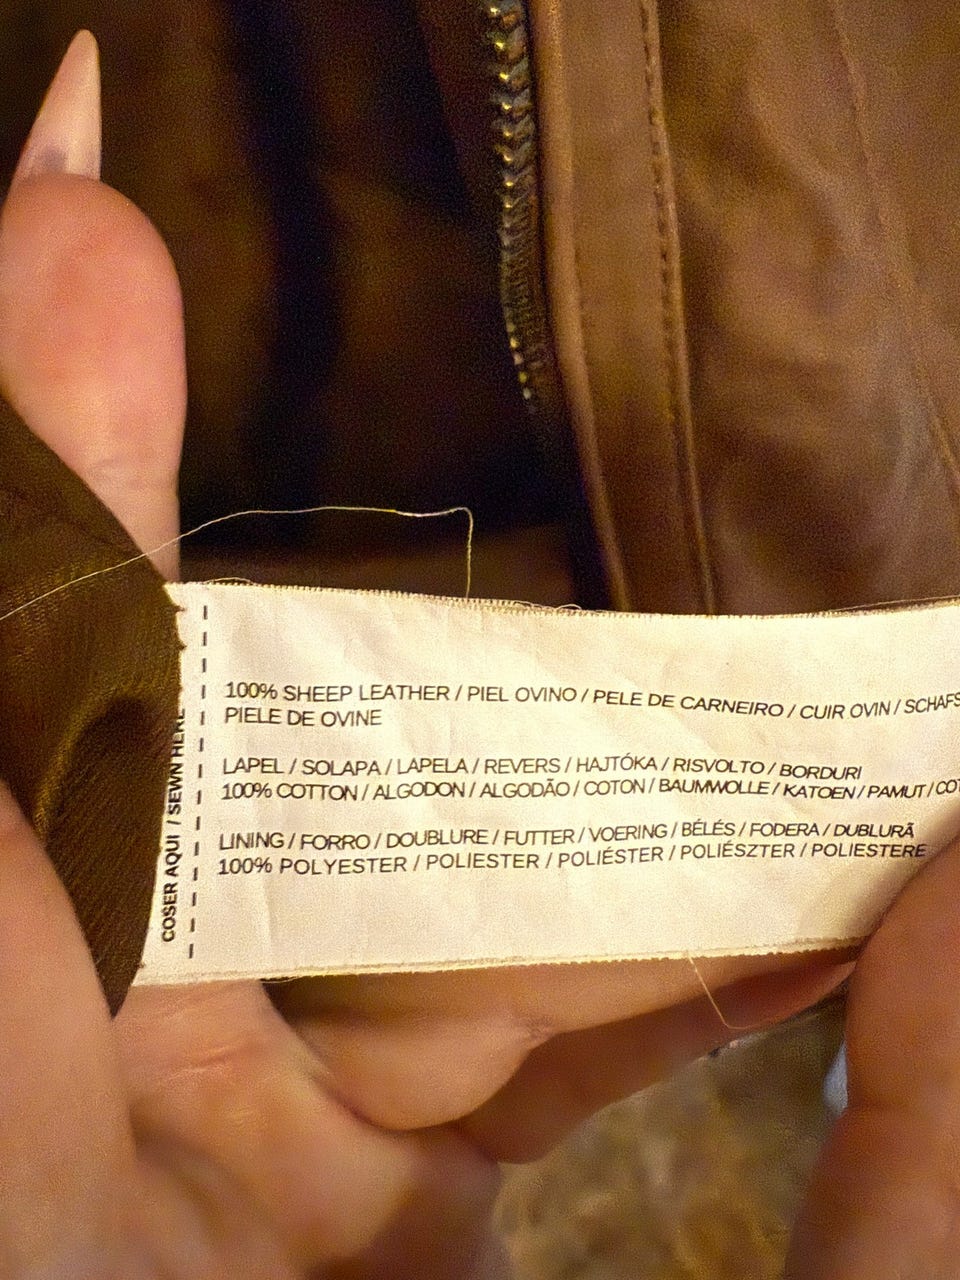 100% SHEEP LEATHER / PIEL OVINO / PELE DE CARNEIRO / CUIR OVIN /
PIELE DE OVINE
LAPEL / SOLAPA / LAPELA / REVERS / HAJTÓKA / RISVOLTO / BORDURI
100% COTTON / ALGODON / ALGODÃO / COTON / BAUMWOLLE / KATOEN / PAMUT /
LINING / FORRO / DOUBLURE / FUTTER / VOERING / BÉLÉS / FODERA / DUBLURĂ
100% POLYESTER / POLIESTER / POLIÉSTER / POLIÉSZTER / POLIESTERE
COSER AQUI / SEWN HERE